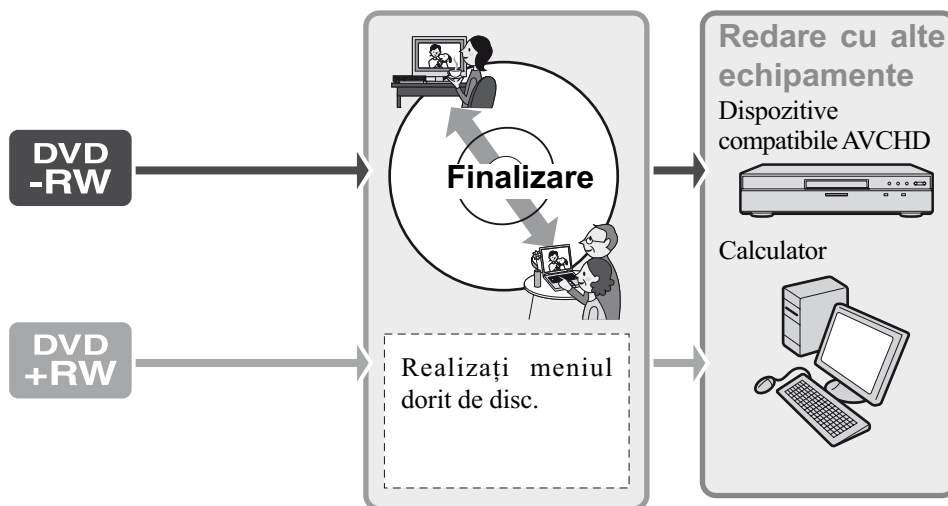 DVD
-RW
Finalizare
DVD
+RW
Realizați meniul
dorit de disc.
Redare cu alte
echipamente
Dispozitive
compatibile AVCHD
Calculator